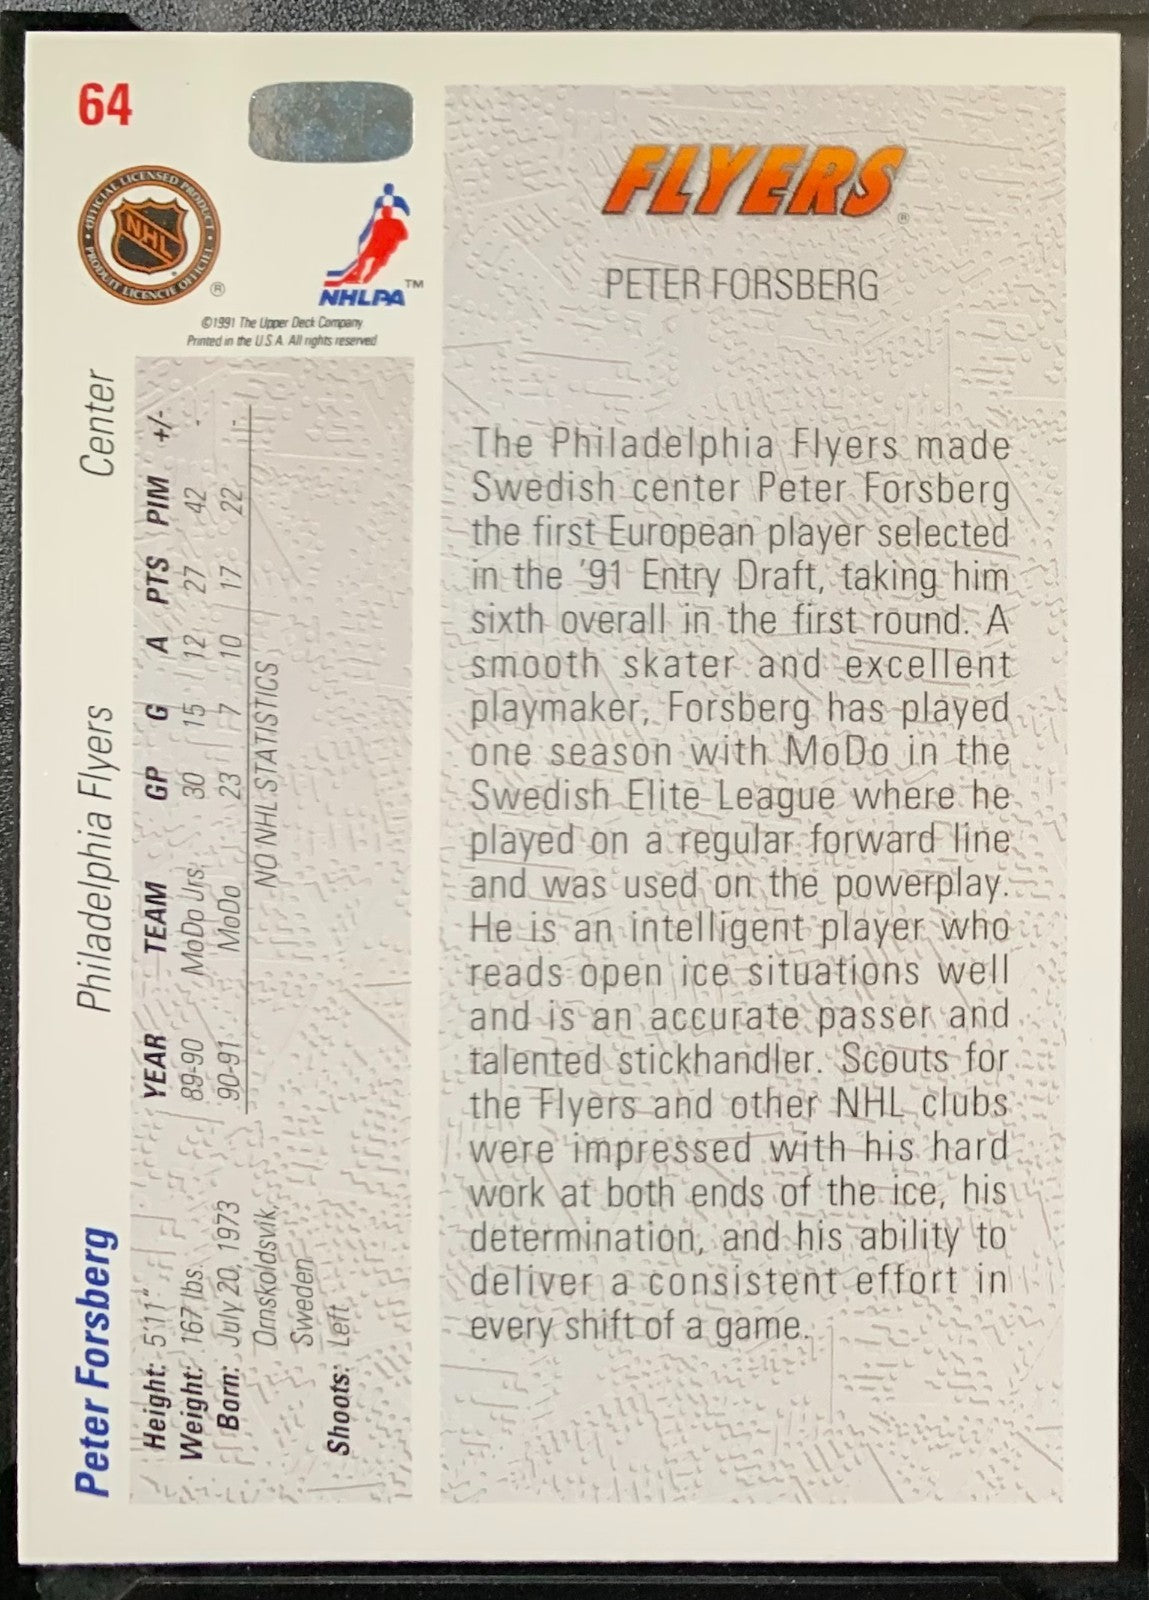 64
OFFICIAL LICENSED PRODUCT
NHL
PRODUIT LICENCIE OFFICIEL
®
NHLPA™
©1991 The Upper Deck Company
Printed in the U.S.A. All rights reserved
Peter Forsberg Philadelphia Flyers Center
Height: 5'11"
Weight: 167 lbs.
Born: July 20, 1973
Ornskoldsvik,
Sweden
Shoots: Left
YEAR TEAM GP G A PTS PIM +/-
89-90 MoDo Jrs. 30 15 12 27 42 -
90-91 MoDo 23 7 10 17 22 -
NO NHL STATISTICS
FLYERS®
PETER FORSBERG
The Philadelphia Flyers made
Swedish center Peter Forsberg
the first European player selected
in the '91 Entry Draft, taking him
sixth overall in the first round. A
smooth skater and excellent
playmaker, Forsberg has played
one season with MoDo in the
Swedish Elite League where he
played on a regular forward line
and was used on the powerplay.
He is an intelligent player who
reads open ice situations well
and is an accurate passer and
talented stickhandler. Scouts for
the Flyers and other NHL clubs
were impressed with his hard
work at both ends of the ice, his
determination, and his ability to
deliver a consistent effort in
every shift of a game.